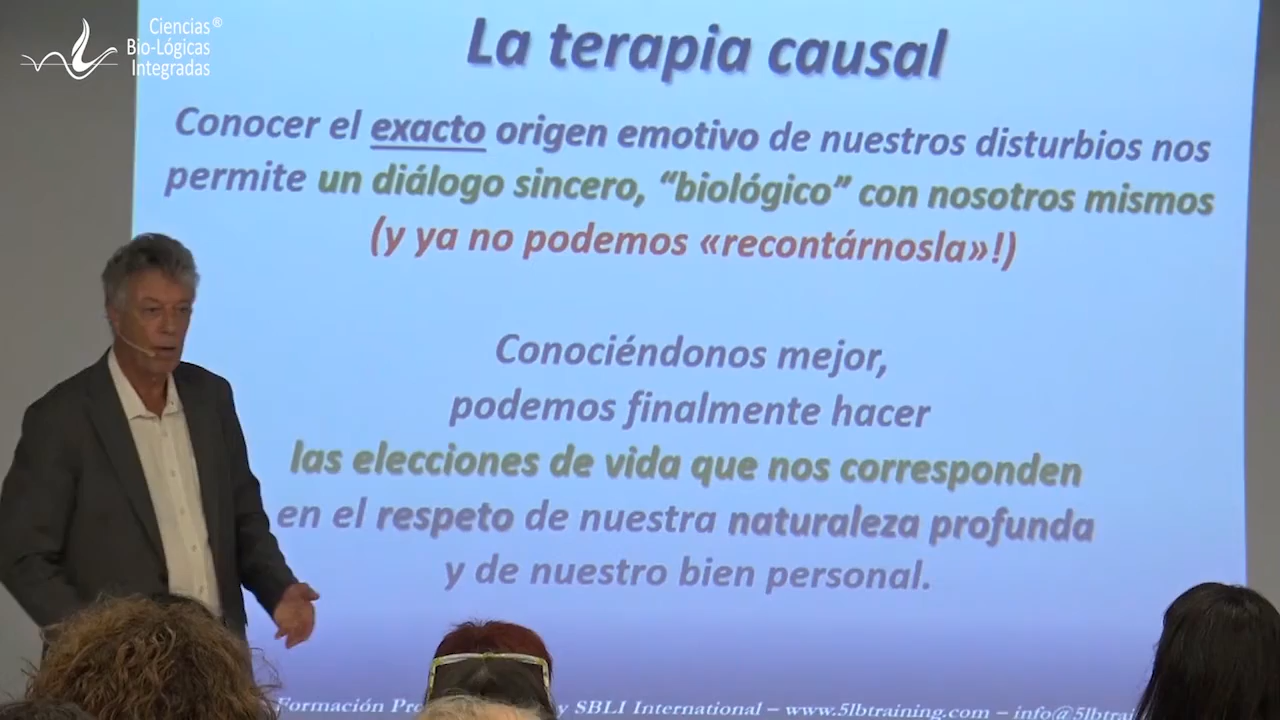 Ciencias®
Bio-Lógicas
Integradas
La terapia causal
Conocer el exacto origen emotivo de nuestros disturbios nos
permite un diálogo sincero, “biológico” con nosotros mismos
(y ya no podemos «recontárnosla»!)
Conociéndonos mejor,
podemos finalmente hacer
las elecciones de vida que nos corresponden
en el respeto de nuestra naturaleza profunda
y de nuestro bien personal.
Formación y SBLI International – www.5lbtraining.com –